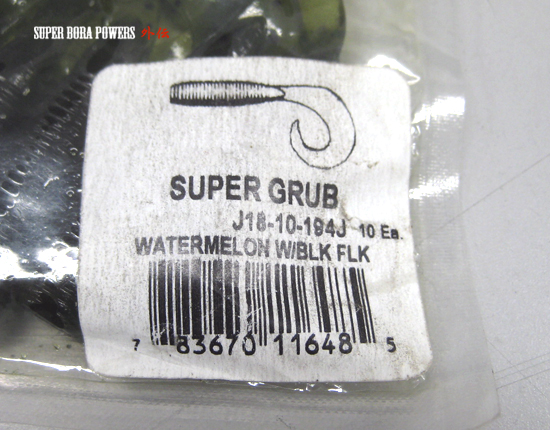 SUPER BORA POWERS 外伝
SUPER GRUB
J18-10-194J 10 Ea.
WATERMELON W/BLK FLK
7 83670 11648 5